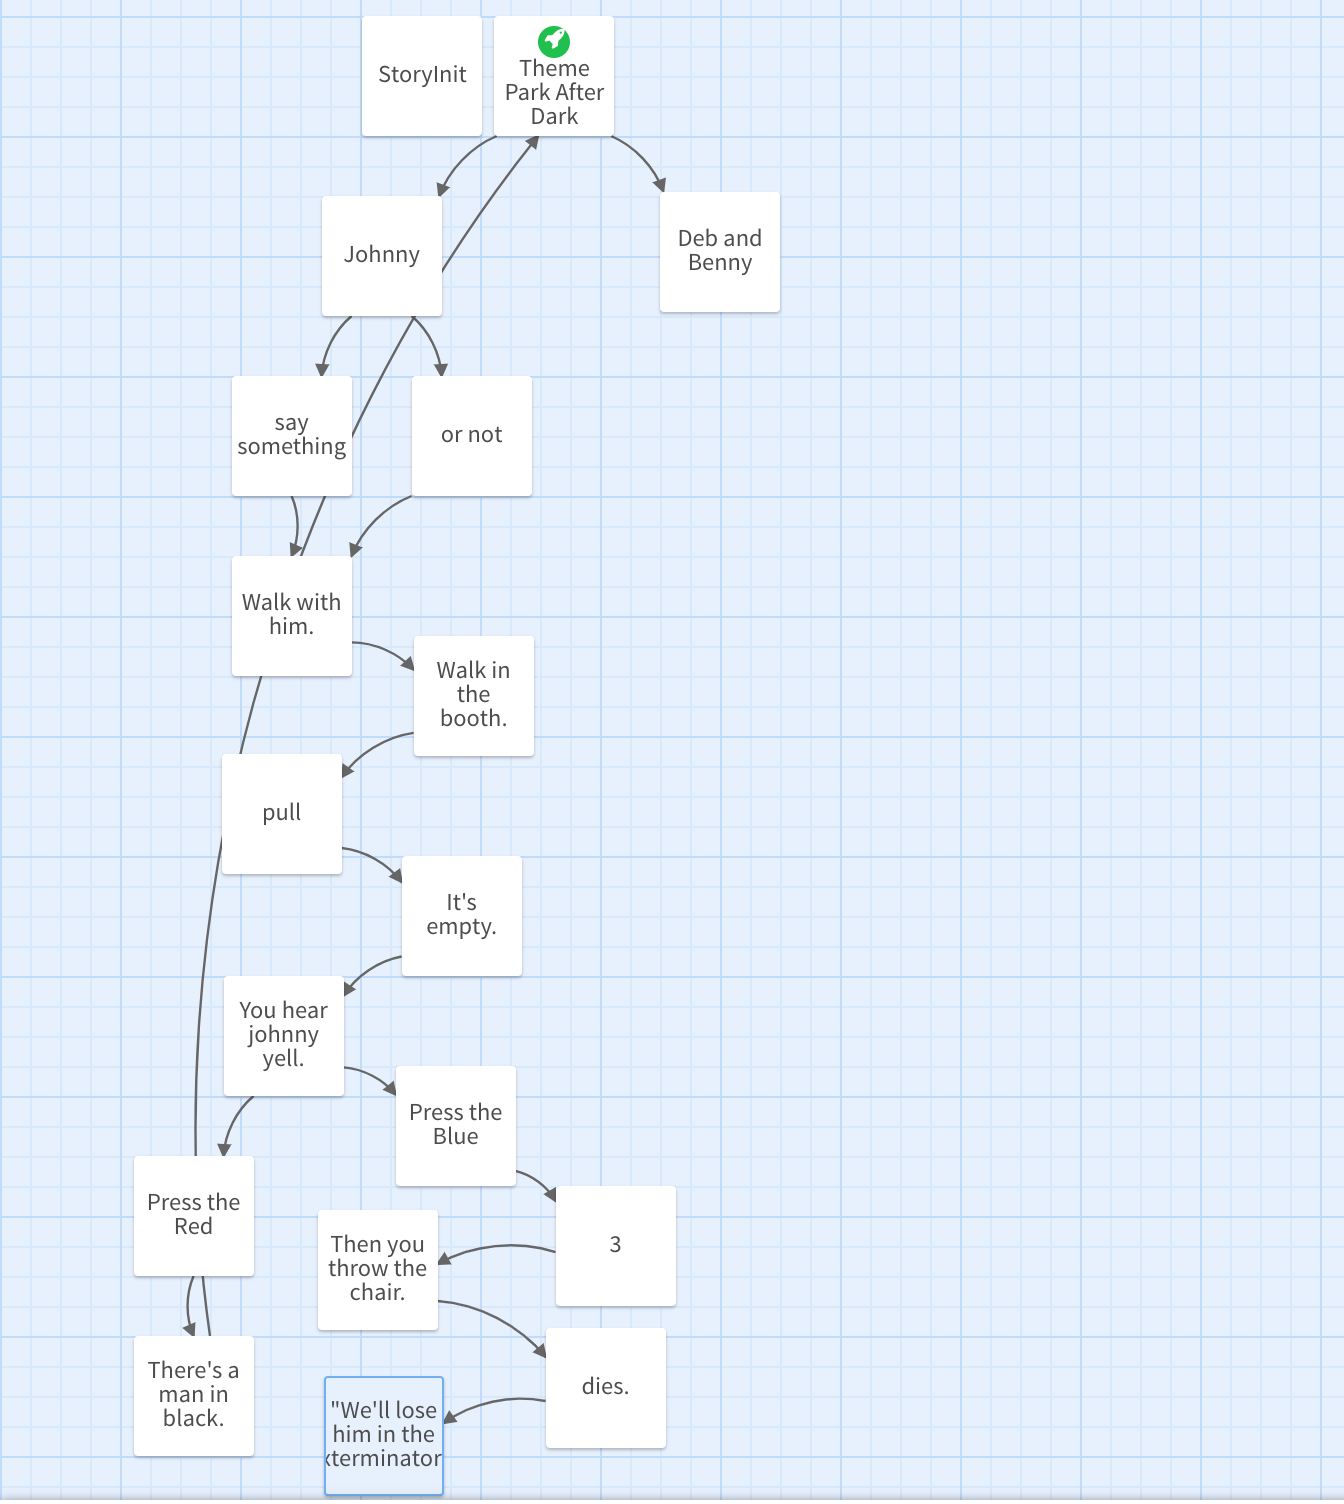 StoryInit
Theme
Park After
Dark
Johnny
Deb and
Benny
say
something
or not
Walk with
him.
Walk in
the
booth.
pull
It's
empty.
You hear
johnny
yell.
Press the
Blue
Press the
Red
3
Then you
throw the
chair.
There's a
man in
black.
dies.
"We'll lose
him in the
xterminator